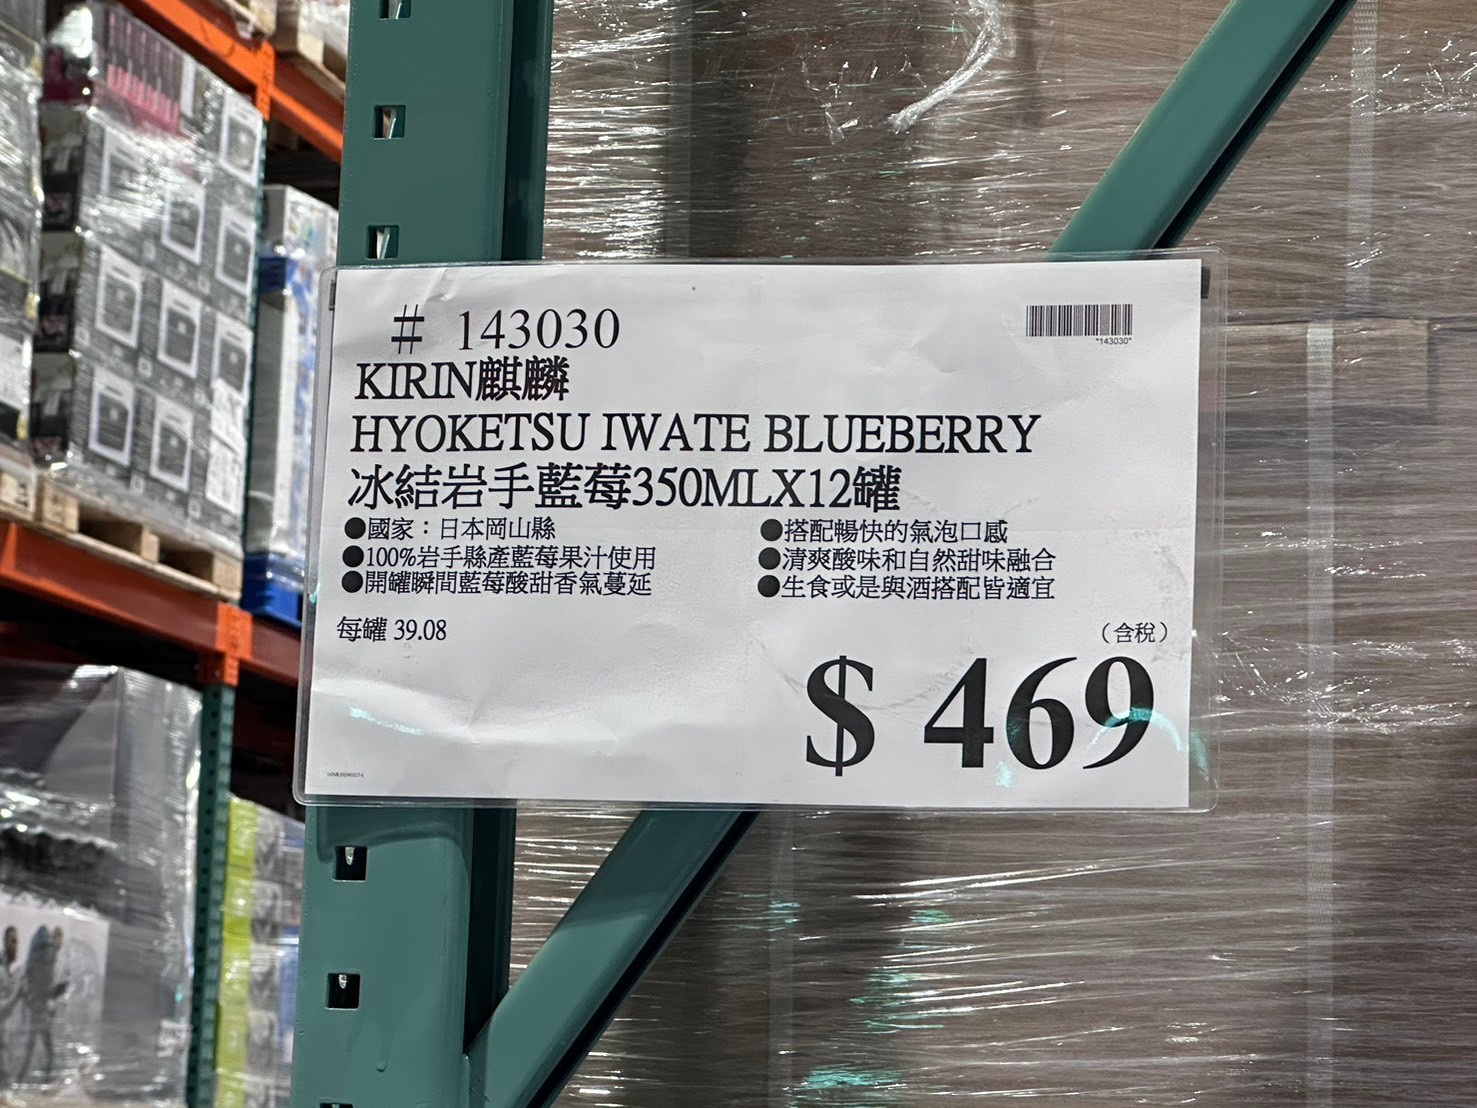 # 143030
*143030*
KIRIN麒麟
HYOKETSU IWATE BLUEBERRY
冰結岩手藍莓350MLX12罐
●國家：日本岡山縣
●100%岩手縣產藍莓果汁使用
●開罐瞬間藍莓酸甜香氣蔓延
●搭配暢快的氣泡口感
●清爽酸味和自然甜味融合
●生食或是與酒搭配皆適宜
每罐 39.08
（含稅）
$ 469